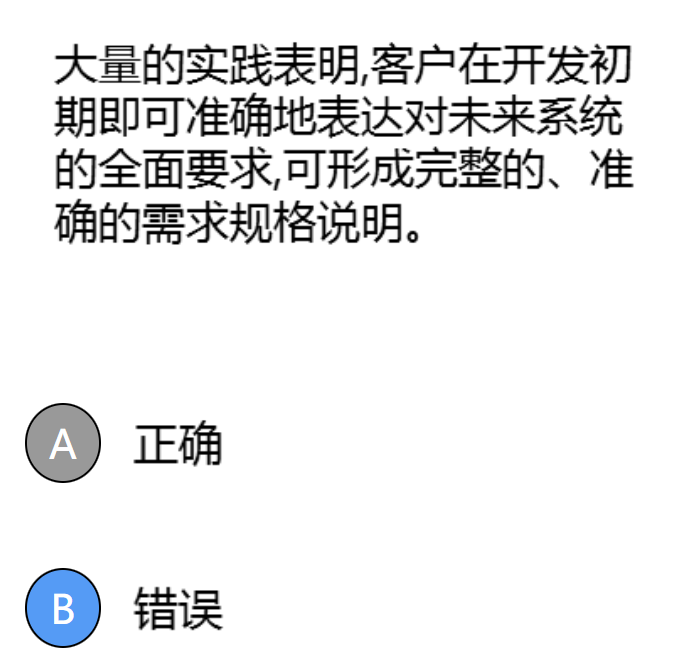 大量的实践表明,客户在开发初
期即可准确地表达对未来系统
的全面要求,可形成完整的、准
确的需求规格说明。
A 正确
B 错误